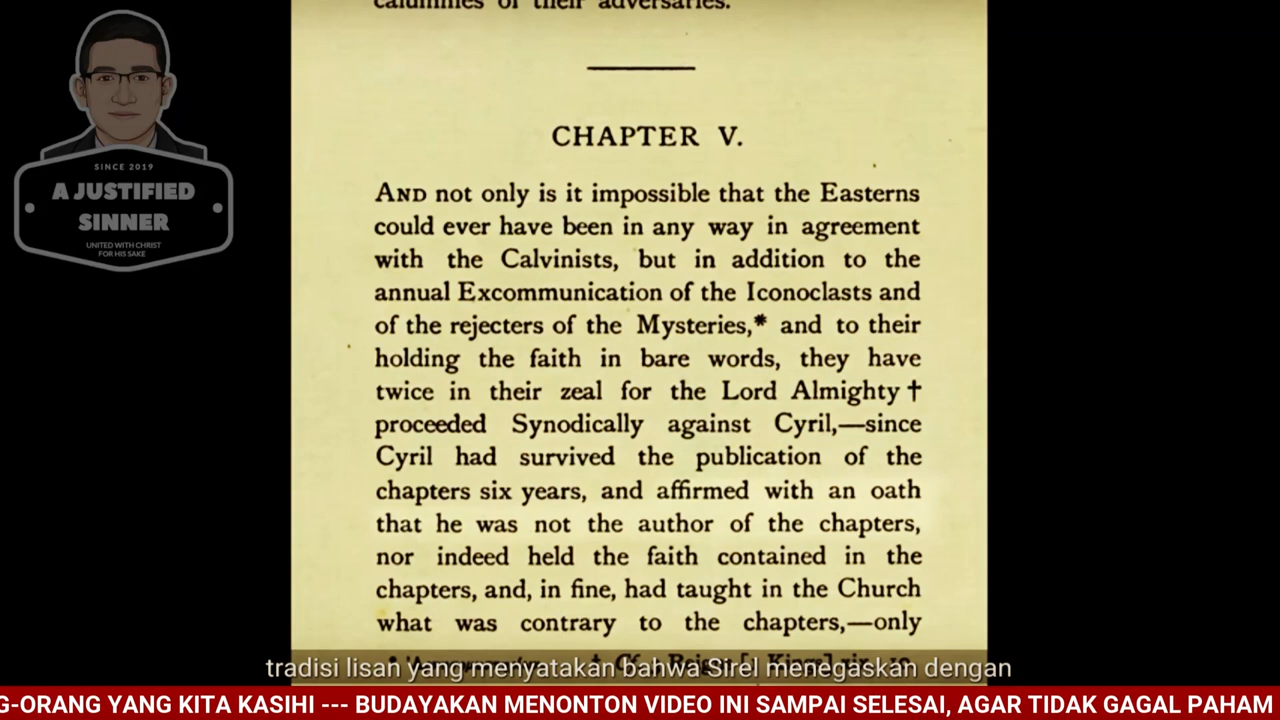 calumnies of their adversaries.
SINCE 2019
A JUSTIFIED
SINNER
UNITED WITH CHRIST
FOR HIS SAKE
CHAPTER V.
AND not only is it impossible that the Easterns
could ever have been in any way in agreement
with the Calvinists, but in addition to the
annual Excommunication of the Iconoclasts and
of the rejecters of the Mysteries,* and to their
holding the faith in bare words, they have
twice in their zeal for the Lord Almighty †
proceeded Synodically against Cyril,—since
Cyril had survived the publication of the
chapters six years, and affirmed with an oath
that he was not the author of the chapters,
nor indeed held the faith contained in the
chapters, and, in fine, had taught in the Church
what was contrary to the chapters,—only
tradisi lisan yang menyatakan bahwa Sirel menegaskan dengan
G-ORANG YANG KITA KASIHI --- BUDAYAKAN MENONTON VIDEO INI SAMPAI SELESAI, AGAR TIDAK GAGAL PAHAM